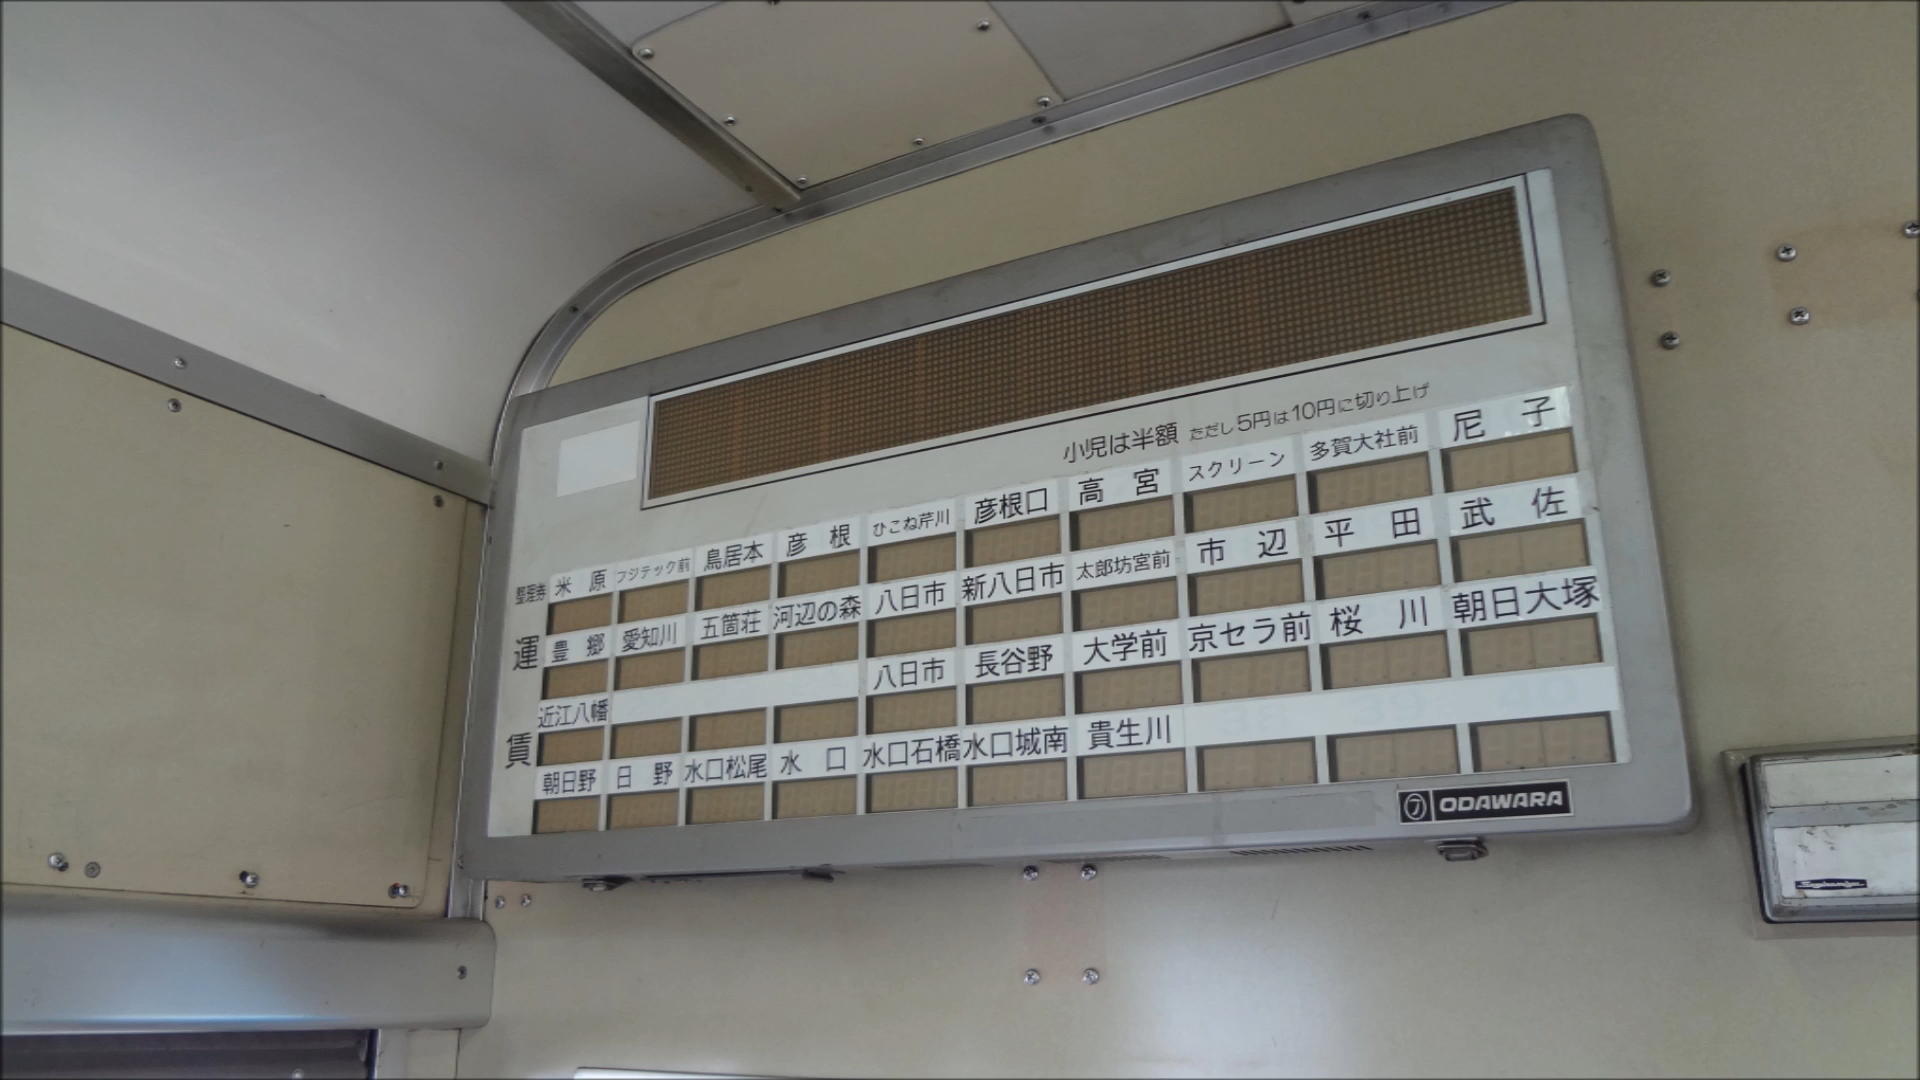 小児は半額 ただし5円は10円に切り上げ
整理券 米原 フジテック前 鳥居本 彦根 ひこね芹川 彦根口 高宮 スクリーン 多賀大社前 尼子
運 豊郷 愛知川 五箇荘 河辺の森 八日市 新八日市 太郎坊宮前 市辺 平田 武佐
近江八幡 八日市 長谷野 大学前 京セラ前 桜川 朝日大塚
賃 朝日野 日野 水口松尾 水口 水口石橋 水口城南 貴生川
ODAWARA